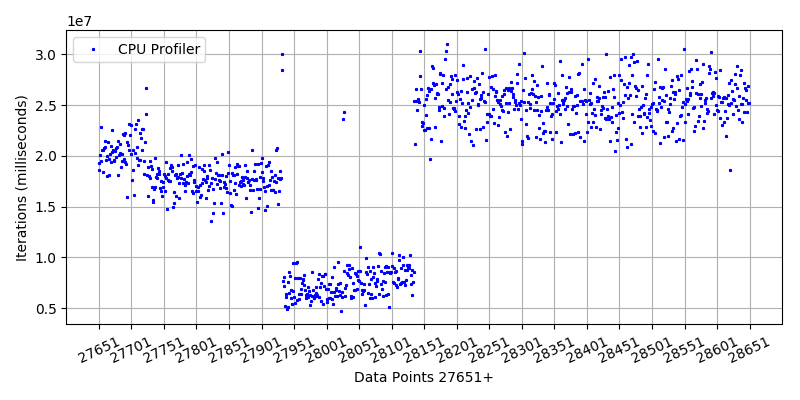 1e7
CPU Profiler
3.0
2.5
2.0
1.5
1.0
0.5
Iterations (milliseconds)
27651 27701 27751 27801 27851 27901 27951 28001 28051 28101 28151 28201 28251 28301 28351 28401 28451 28501 28551 28601 28651
Data Points 27651+